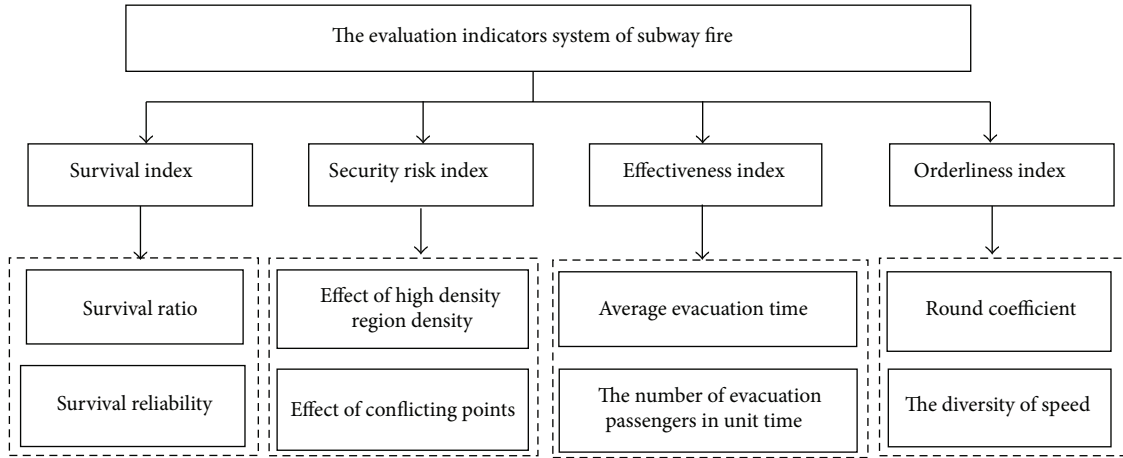 The evaluation indicators system of subway fire
Survival index
Security risk index
Effectiveness index
Orderliness index
Survival ratio
Effect of high density
region density
Average evacuation time
Round coefficient
Survival reliability
Effect of conflicting points
The number of evacuation
passengers in unit time
The diversity of speed